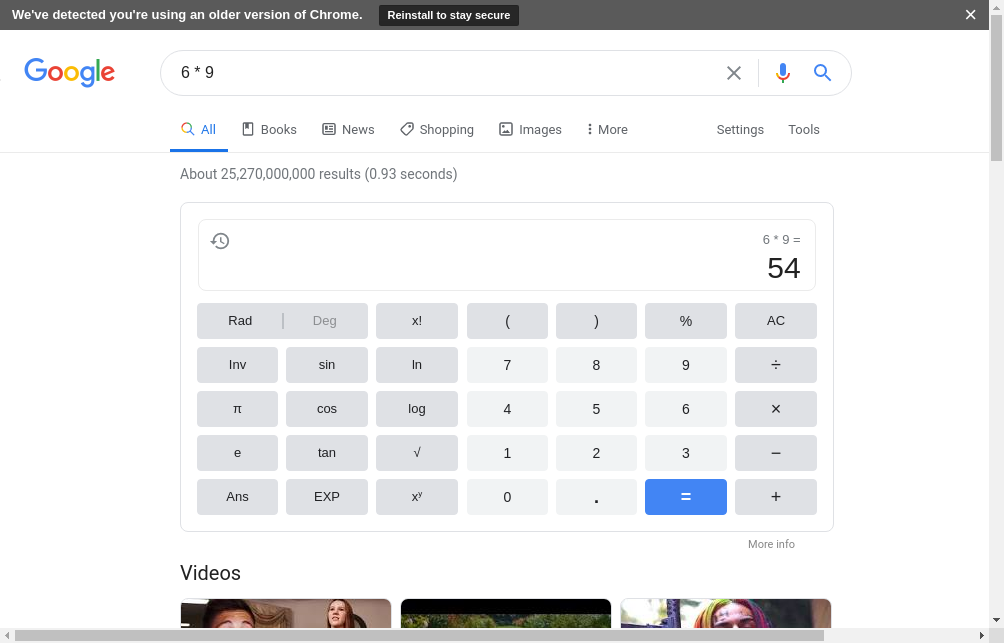 We've detected you're using an older version of Chrome. Reinstall to stay secure
Google
6 * 9
All Books News Shopping Images More Settings Tools
About 25,270,000,000 results (0.93 seconds)
6 * 9 =
54
Rad Deg x! ( ) % AC
Inv sin ln 7 8 9 ÷
π cos log 4 5 6 ×
e tan √ 1 2 3 −
Ans EXP xʸ 0 . = +
More info
Videos